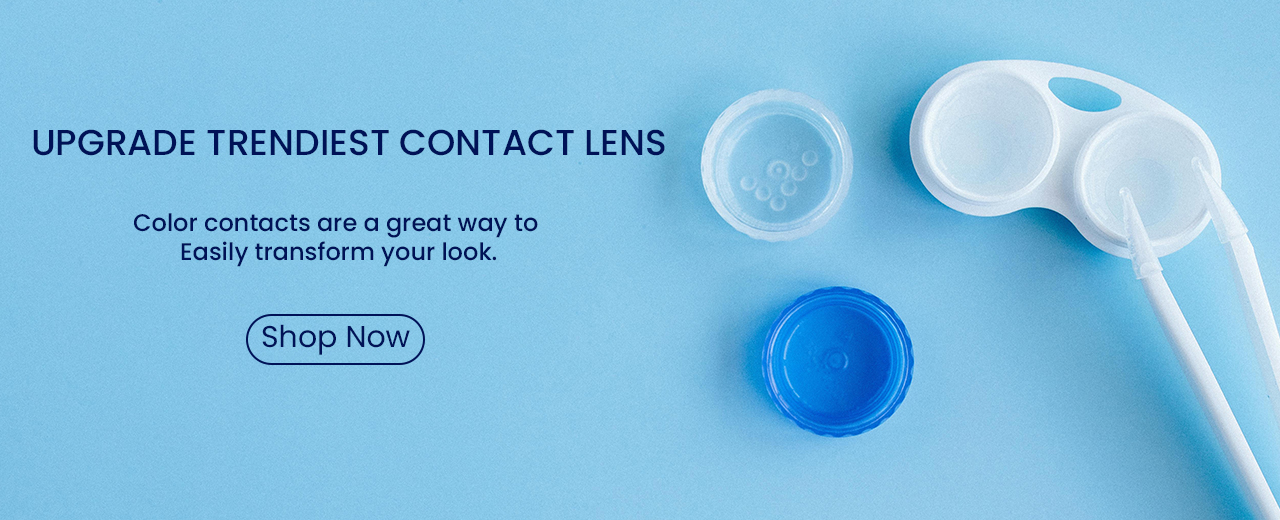 UPGRADE TRENDIEST CONTACT LENS
Color contacts are a great way to
Easily transform your look.
Shop Now